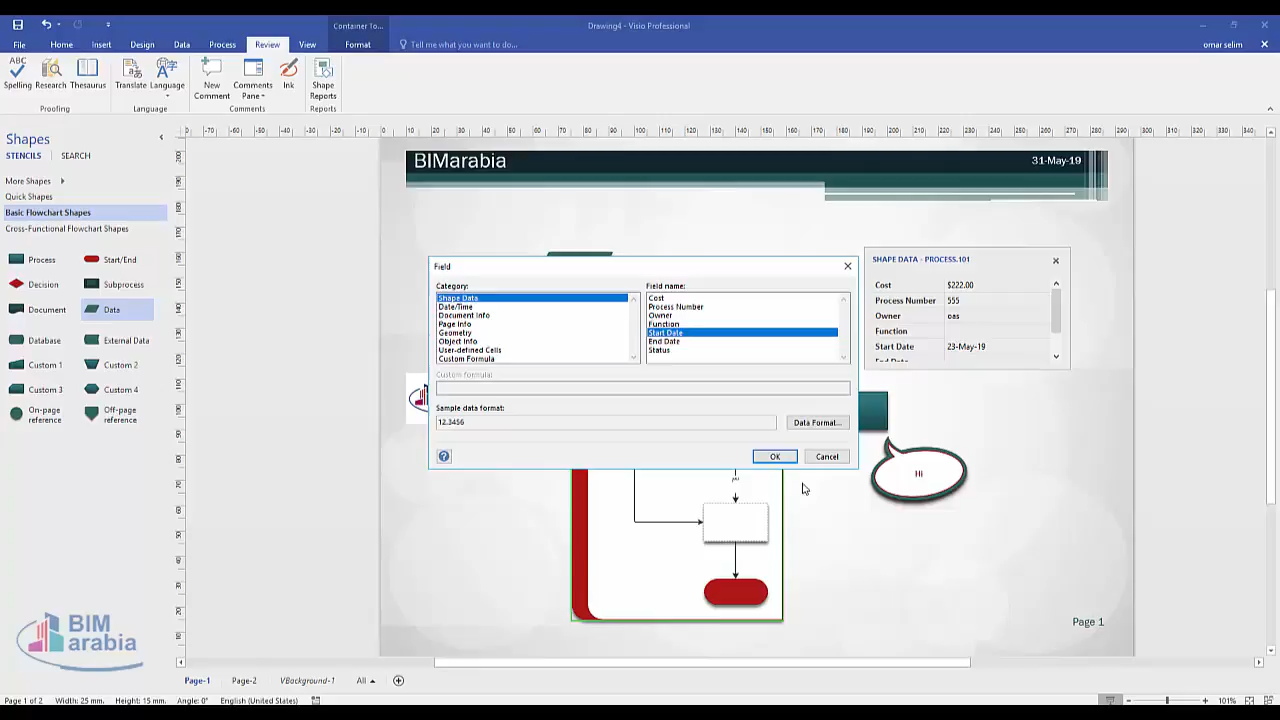 Drawing4 - Visio Professional
Container To...
File Home Insert Design Data Process Review View Format Tell me what you want to do... omar selim
ABC
Spelling Research Thesaurus Translate Language New Comment Comments Pane Ink Shape Reports
Proofing Language Comments Reports
Shapes
STENCILS SEARCH
More Shapes
Quick Shapes
Basic Flowchart Shapes
Cross-Functional Flowchart Shapes
Process Start/End
Decision Subprocess
Document Data
Database External Data
Custom 1 Custom 2
Custom 3 Custom 4
On-page reference Off-page reference
BIMarabia 31-May-19
Field
Category: Field name:
Shape Data
Date/Time
Document Info
Page Info
Geometry
Object Info
User-defined Cells
Custom Formula
Cost
Process Number
Owner
Function
Start Date
End Date
Status
Custom formula:
Sample data format:
12.3456 Data Format...
OK Cancel
SHAPE DATA - PROCESS.101
Cost $222.00
Process Number 555
Owner oas
Function
Start Date 23-May-19
End Date
HI
Page 1
BIM
arabia
Page-1 Page-2 VBackground-1 All
Page 1 of 2 Width: 25 mm. Height: 15 mm. Angle: 0° English (United States) 101%